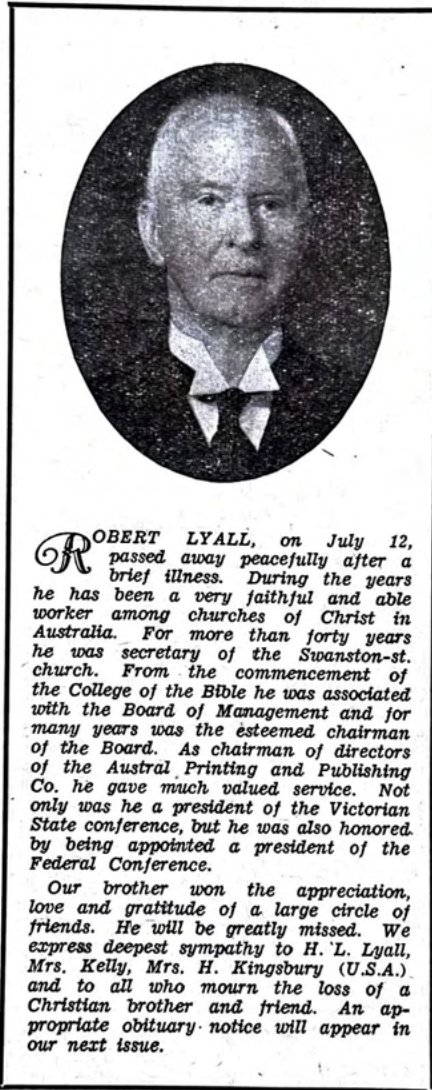 ROBERT LYALL, on July 12,
passed away peacefully after a
brief illness. During the years
he has been a very faithful and able
worker among churches of Christ in
Australia. For more than forty years
he was secretary of the Swanston-st.
church. From the commencement of
the College of the Bible he was associated
with the Board of Management and for
many years was the esteemed chairman
of the Board. As chairman of directors
of the Austral Printing and Publishing
Co. he gave much valued service. Not
only was he a president of the Victorian
State conference, but he was also honored
by being appointed a president of the
Federal Conference.
Our brother won the appreciation,
love and gratitude of a large circle of
friends. He will be greatly missed. We
express deepest sympathy to H. L. Lyall,
Mrs. Kelly, Mrs. H. Kingsbury (U.S.A.)
and to all who mourn the loss of a
Christian brother and friend. An ap-
propriate obituary notice will appear in
our next issue.